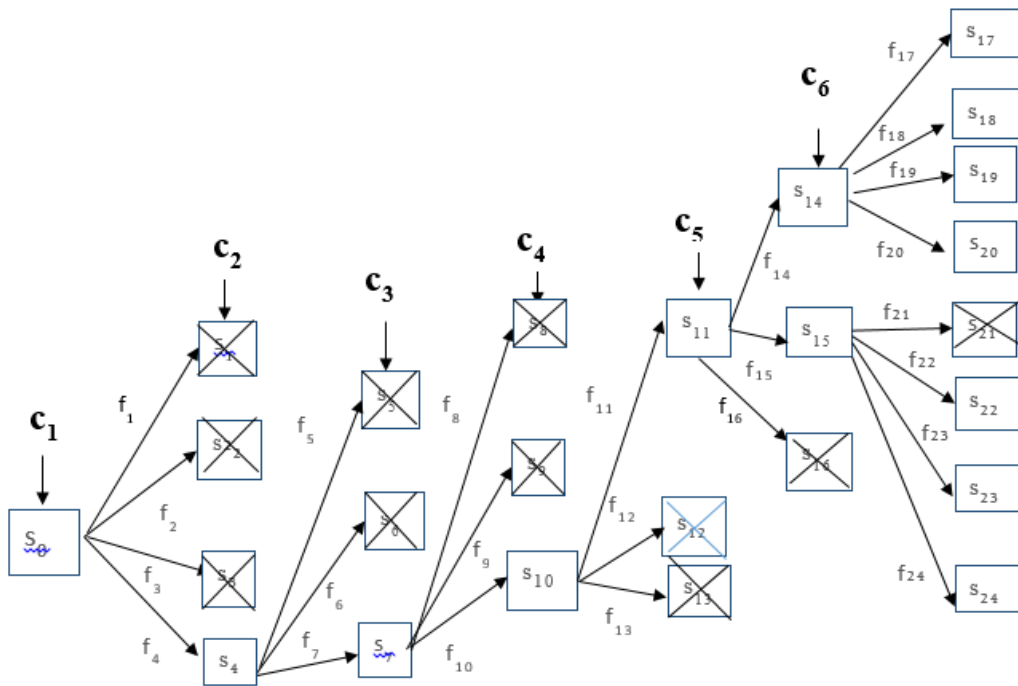 c₁
c₂
c₃
c₄
c₅
c₆
S₀
f₁
f₂
f₃
f₄
S₁
S₂
S₃
S₄
f₅
f₆
f₇
S₅
S₆
S₇
f₈
f₉
f₁₀
S₈
S₉
S₁₀
f₁₁
f₁₂
f₁₃
S₁₁
S₁₂
S₁₃
f₁₄
f₁₅
f₁₆
S₁₄
S₁₅
S₁₆
f₁₇
f₁₈
f₁₉
f₂₀
S₁₇
S₁₈
S₁₉
S₂₀
f₂₁
f₂₂
f₂₃
f₂₄
S₂₁
S₂₂
S₂₃
S₂₄